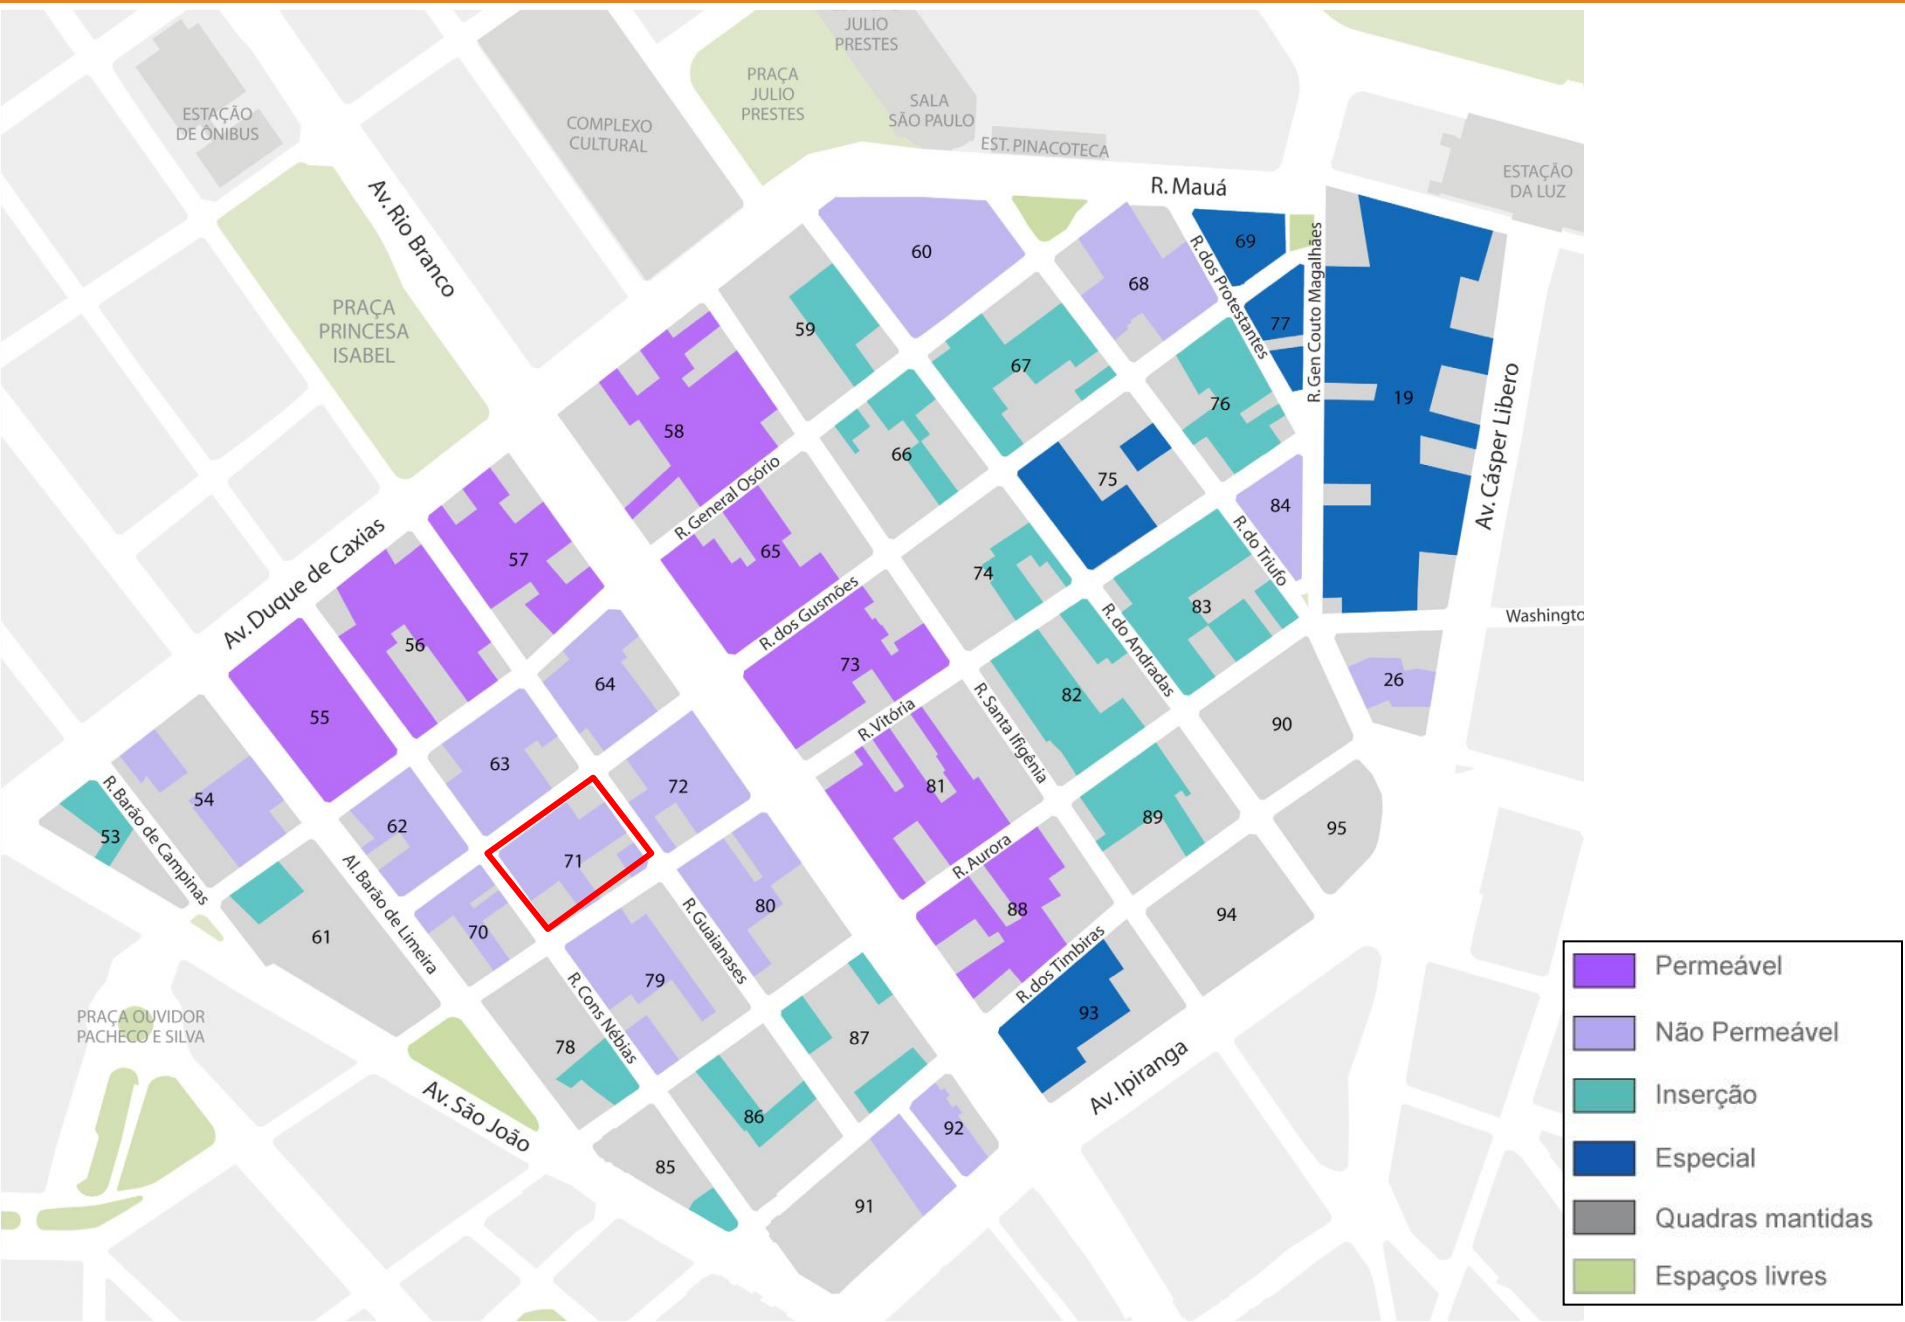 JULIO
PRESTES
PRAÇA
JULIO
PRESTES
SALA
SÃO PAULO
ESTAÇÃO
DE ÔNIBUS
COMPLEXO
CULTURAL
EST. PINACOTECA
ESTAÇÃO
DA LUZ
R. Mauá
Av. Rio Branco
PRAÇA
PRINCESA
ISABEL
60
68
69
R. dos Protestantes
R. Gen Couto Magalhães
59
77
67
76
19
Av. Cásper Libero
58
66
75
R. General Osório
84
R. do Triufo
Av. Duque de Caxias
57
65
74
R. dos Gusmões
83
R. do Andradas
Washingto
56
64
73
82
26
55
R. Vitória
R. Santa Ifigênia
90
63
72
81
54
R. Barão de Campinas
53
62
89
95
71
R. Aurora
Al. Barão de Limeira
80
88
94
70
61
R. Guaianases
79
R. Cons Nébias
R. dos Timbiras
93
PRAÇA OUVIDOR
PACHECO E SILVA
78
87
Av. Ipiranga
Av. São João
86
92
85
91
Permeável
Não Permeável
Inserção
Especial
Quadras mantidas
Espaços livres